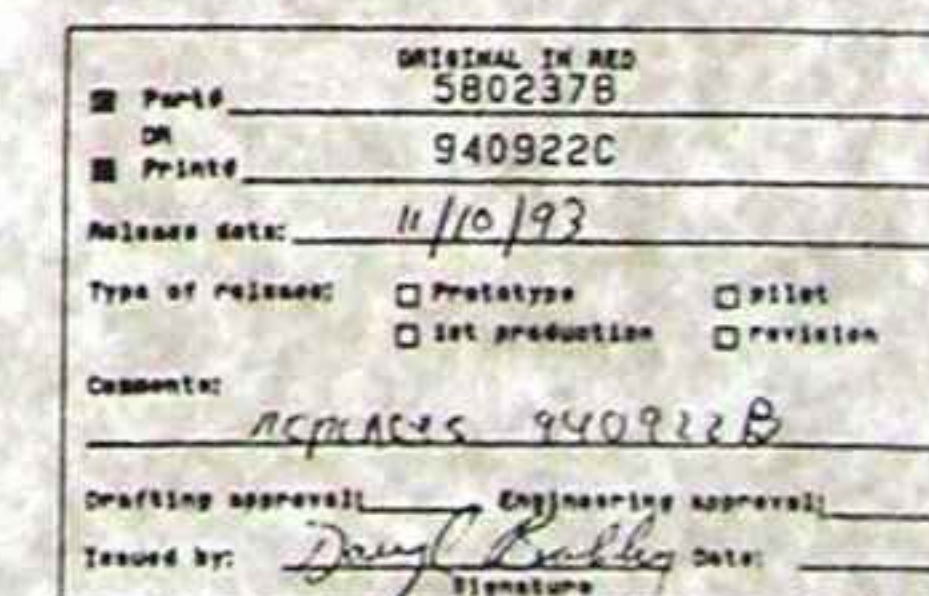 ORIGINAL IN RED
Part# 5802378
OR
Print# 940922C
Release date: 11/10/93
Type of release: Prototype pilot
1st production revision
Comments:
replaces 940922B
Drafting approval: Engineering approval:
Issued by: Date:
Signature